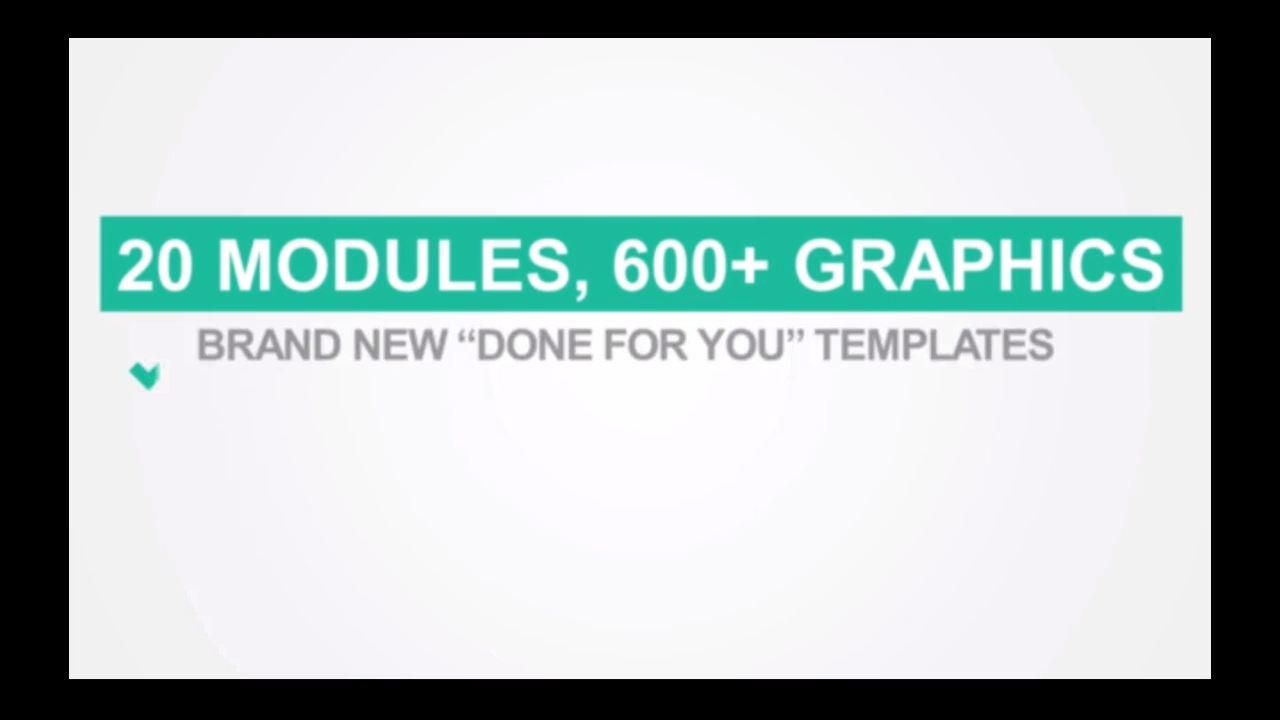 20 MODULES, 600+ GRAPHICS
BRAND NEW “DONE FOR YOU” TEMPLATES